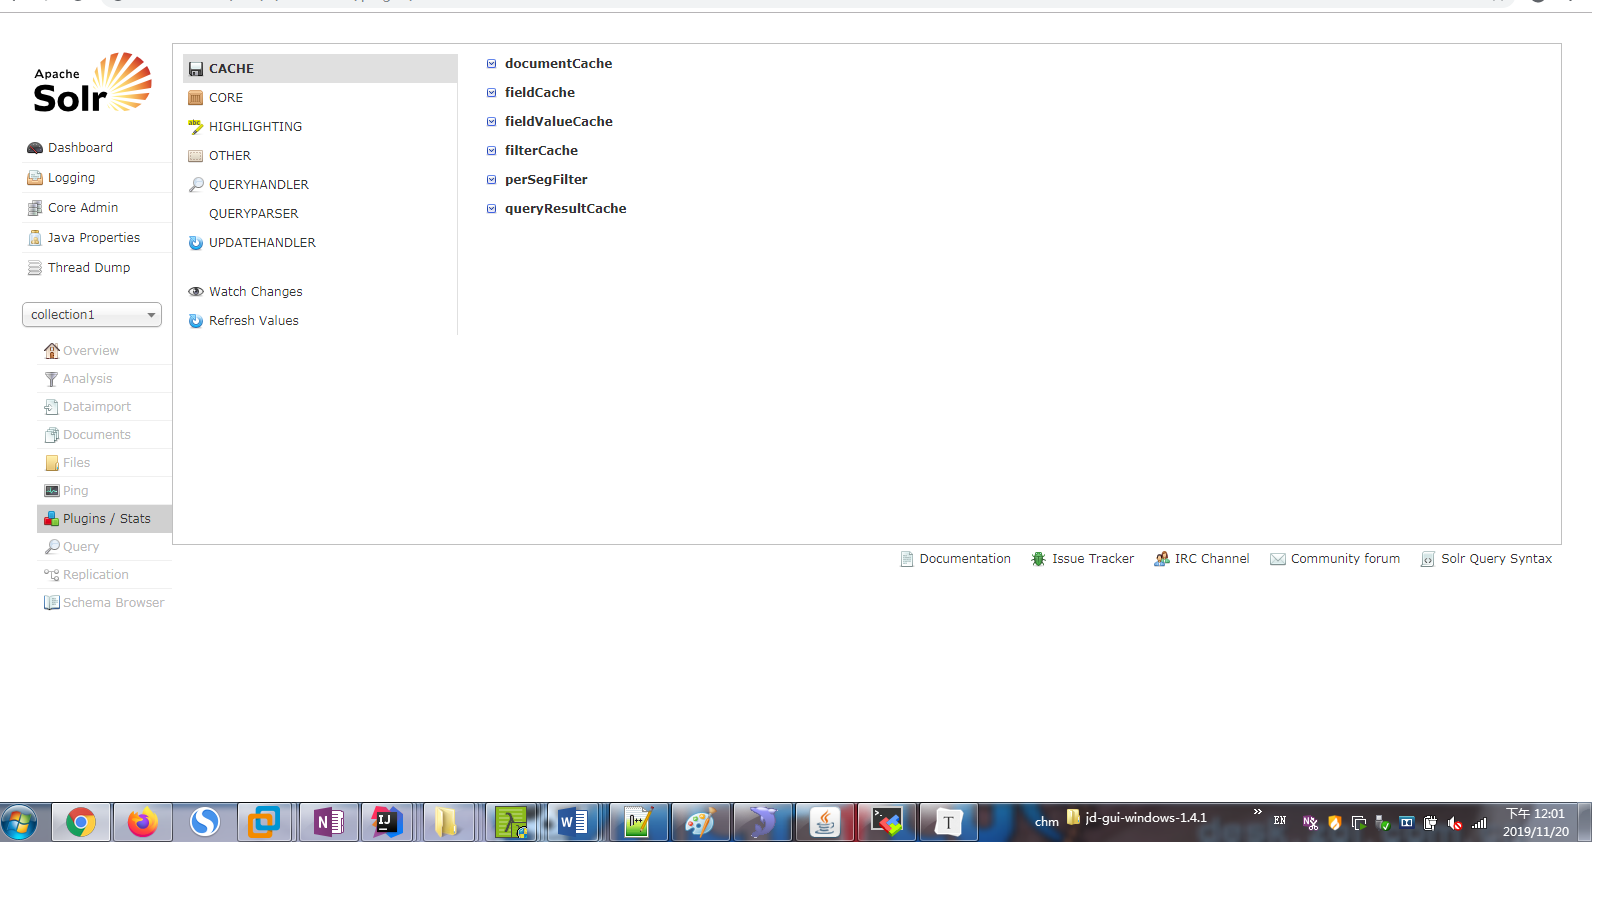 Apache
Solr
Dashboard
Logging
Core Admin
Java Properties
Thread Dump
collection1
Overview
Analysis
Dataimport
Documents
Files
Ping
Plugins / Stats
Query
Replication
Schema Browser
CACHE
CORE
HIGHLIGHTING
OTHER
QUERYHANDLER
QUERYPARSER
UPDATEHANDLER
Watch Changes
Refresh Values
documentCache
fieldCache
fieldValueCache
filterCache
perSegFilter
queryResultCache
Documentation
Issue Tracker
IRC Channel
Community forum
Solr Query Syntax
chm
jd-gui-windows-1.4.1
EN
下午 12:01
2019/11/20